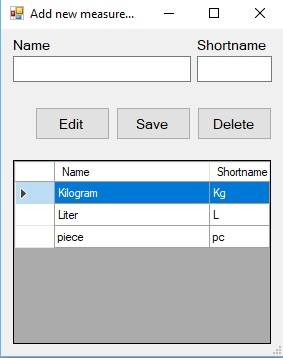 Add new measure...
Name Shortname
Edit Save Delete
Name Shortname
Kilogram Kg
Liter L
piece pc